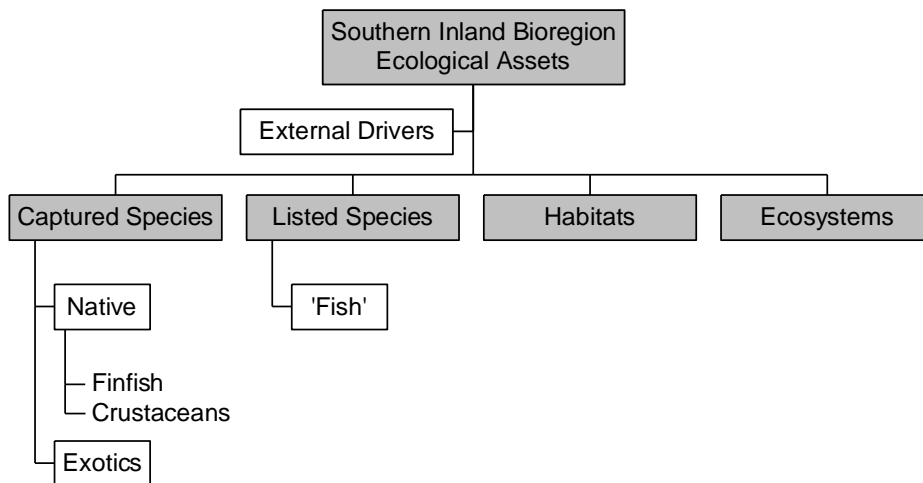 Southern Inland Bioregion
Ecological Assets
External Drivers
Captured Species
Listed Species
Habitats
Ecosystems
Native
'Fish'
Finfish
Crustaceans
Exotics